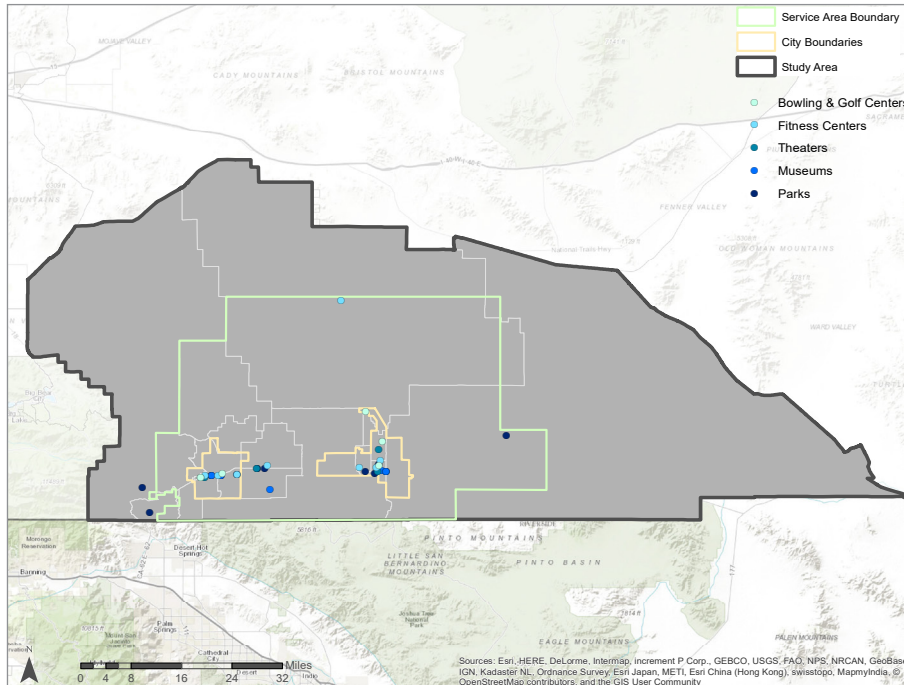 Service Area Boundary
City Boundaries
Study Area
Bowling & Golf Centers
Fitness Centers
Theaters
Museums
Parks
CADY MOUNTAINS
BRISTOL MOUNTAINS
FENNER VALLEY
National Trails Hwy
WARD VALLEY
Morongo
Reservation
Banning
Desert Hot
Springs
Palm
Springs
Cathedral
City
PINTO MOUNTAINS
LITTLE SAN
BERNARDINO
MOUNTAINS
PINTO BASIN
Joshua Tree
National
Park
EAGLE MOUNTAINS
PALEN MOUNTAINS
177
N
Miles
0 4 8 16 24 32
Sources: Esri, HERE, DeLorme, Intermap, increment P Corp., GEBCO, USGS, FAO, NPS, NRCAN, GeoBase,
IGN, Kadaster NL, Ordnance Survey, Esri Japan, METI, Esri China (Hong Kong), swisstopo, MapmyIndia, ©
OpenStreetMap contributors, and the GIS User Community